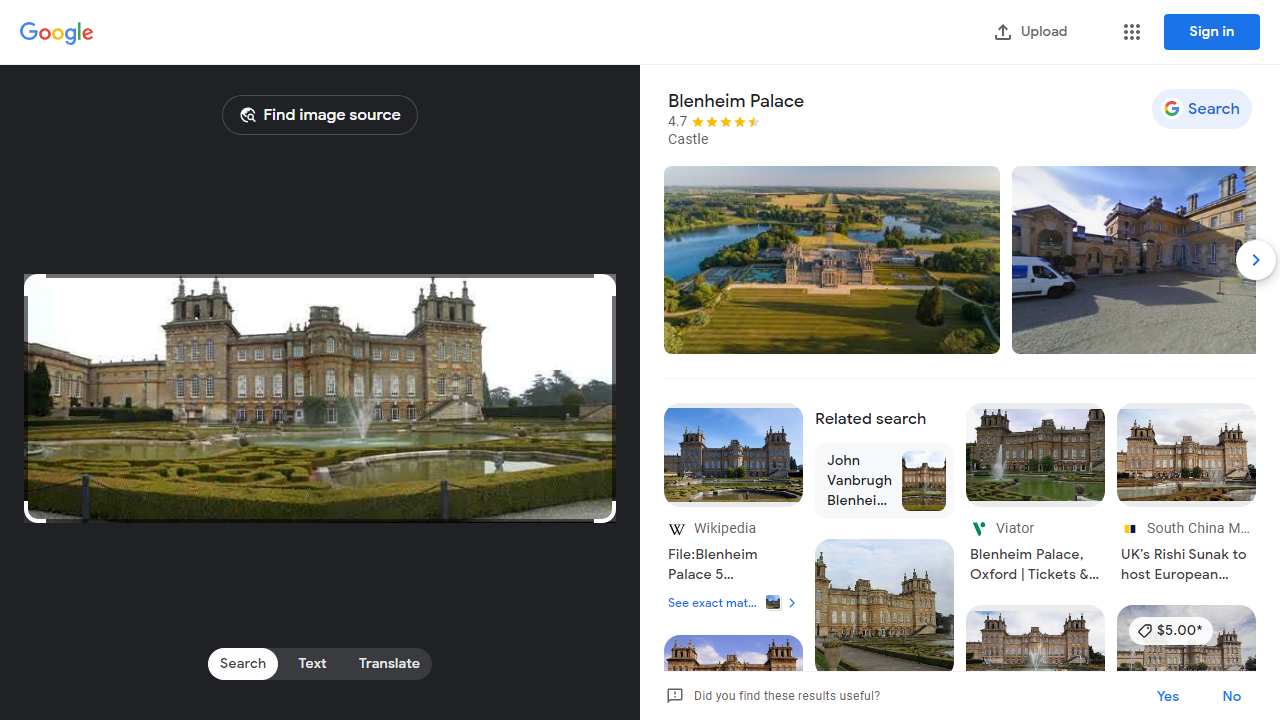 Google
Upload
Sign in
Find image source
Blenheim Palace
4.7
Castle
Search
Related search
John
Vanbrugh
Blenhei...
Wikipedia
File:Blenheim
Palace 5...
See exact mat...
Viator
Blenheim Palace,
Oxford | Tickets &...
South China M...
UK's Rishi Sunak to
host European...
$5.00*
Search
Text
Translate
Did you find these results useful?
Yes
No